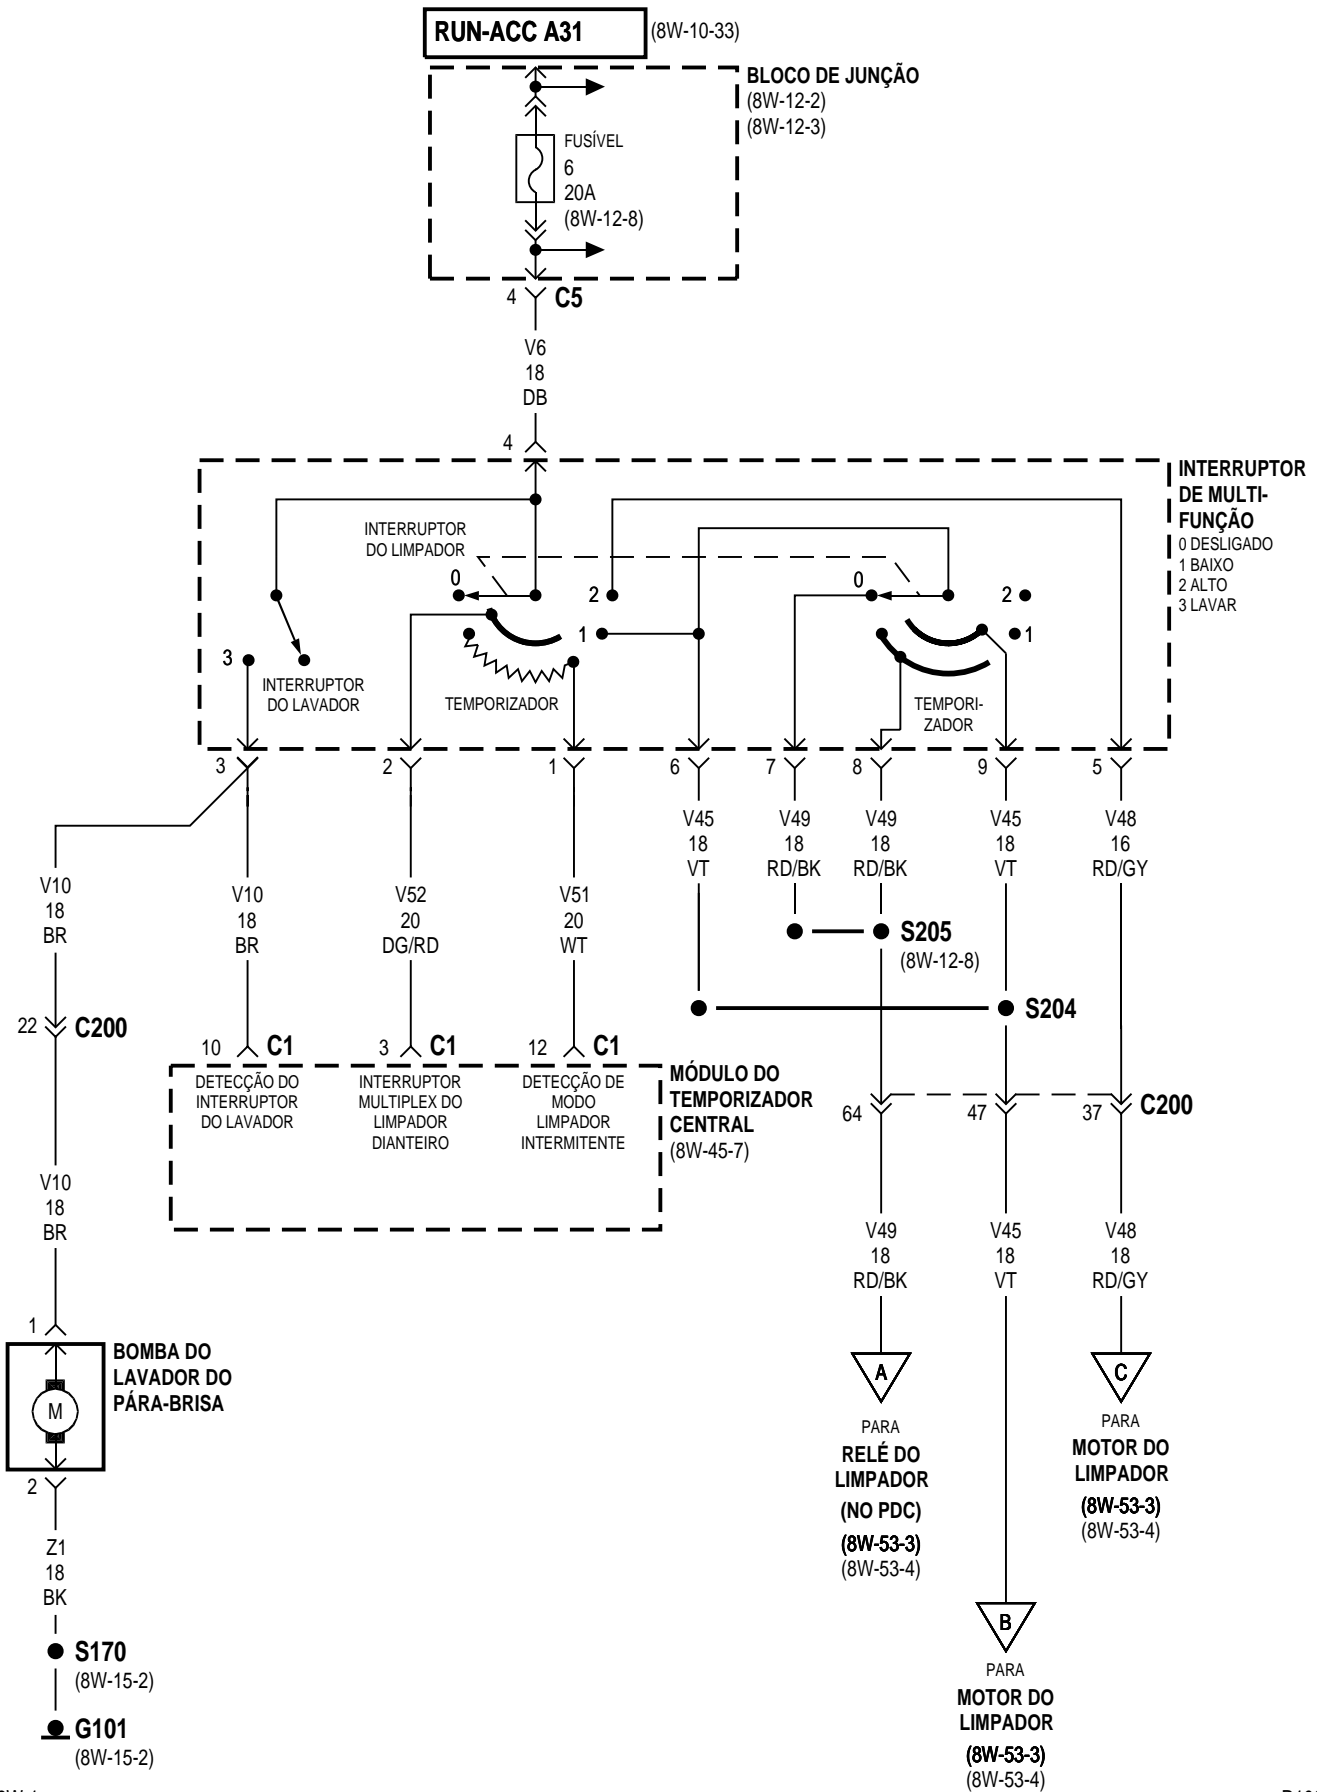 RUN-ACC A31
(8W-10-33)
BLOCO DE JUNÇÃO
(8W-12-2)
(8W-12-3)
FUSÍVEL
6
20A
(8W-12-8)
4
C5
V6
18
DB
4
INTERRUPTOR
DE MULTI-
FUNÇÃO
0 DESLIGADO
1 BAIXO
2 ALTO
3 LAVAR
INTERRUPTOR
DO LIMPADOR
0
2
1
0
2
1
3
INTERRUPTOR
DO LAVADOR
TEMPORIZADOR
TEMPORI-
ZADOR
3
2
1
6
7
8
9
5
V45
18
VT
V49
18
RD/BK
V49
18
RD/BK
V45
18
VT
V48
16
RD/GY
V10
18
BR
V10
18
BR
V52
20
DG/RD
V51
20
WT
S205
(8W-12-8)
S204
22
C200
10
C1
3
C1
12
C1
DETECÇÃO DO
INTERRUPTOR
DO LAVADOR
INTERRUPTOR
MULTIPLEX DO
LIMPADOR
DIANTEIRO
DETECÇÃO DE
MODO
LIMPADOR
INTERMITENTE
MÓDULO DO
TEMPORIZADOR
CENTRAL
(8W-45-7)
64
47
37
C200
V10
18
BR
V49
18
RD/BK
V45
18
VT
V48
18
RD/GY
1
BOMBA DO
LAVADOR DO
PÁRA-BRISA
M
2
A
PARA
RELÉ DO
LIMPADOR
(NO PDC)
(8W-53-3)
(8W-53-4)
C
PARA
MOTOR DO
LIMPADOR
(8W-53-3)
(8W-53-4)
Z1
18
BK
S170
(8W-15-2)
G101
(8W-15-2)
B
PARA
MOTOR DO
LIMPADOR
(8W-53-3)
(8W-53-4)